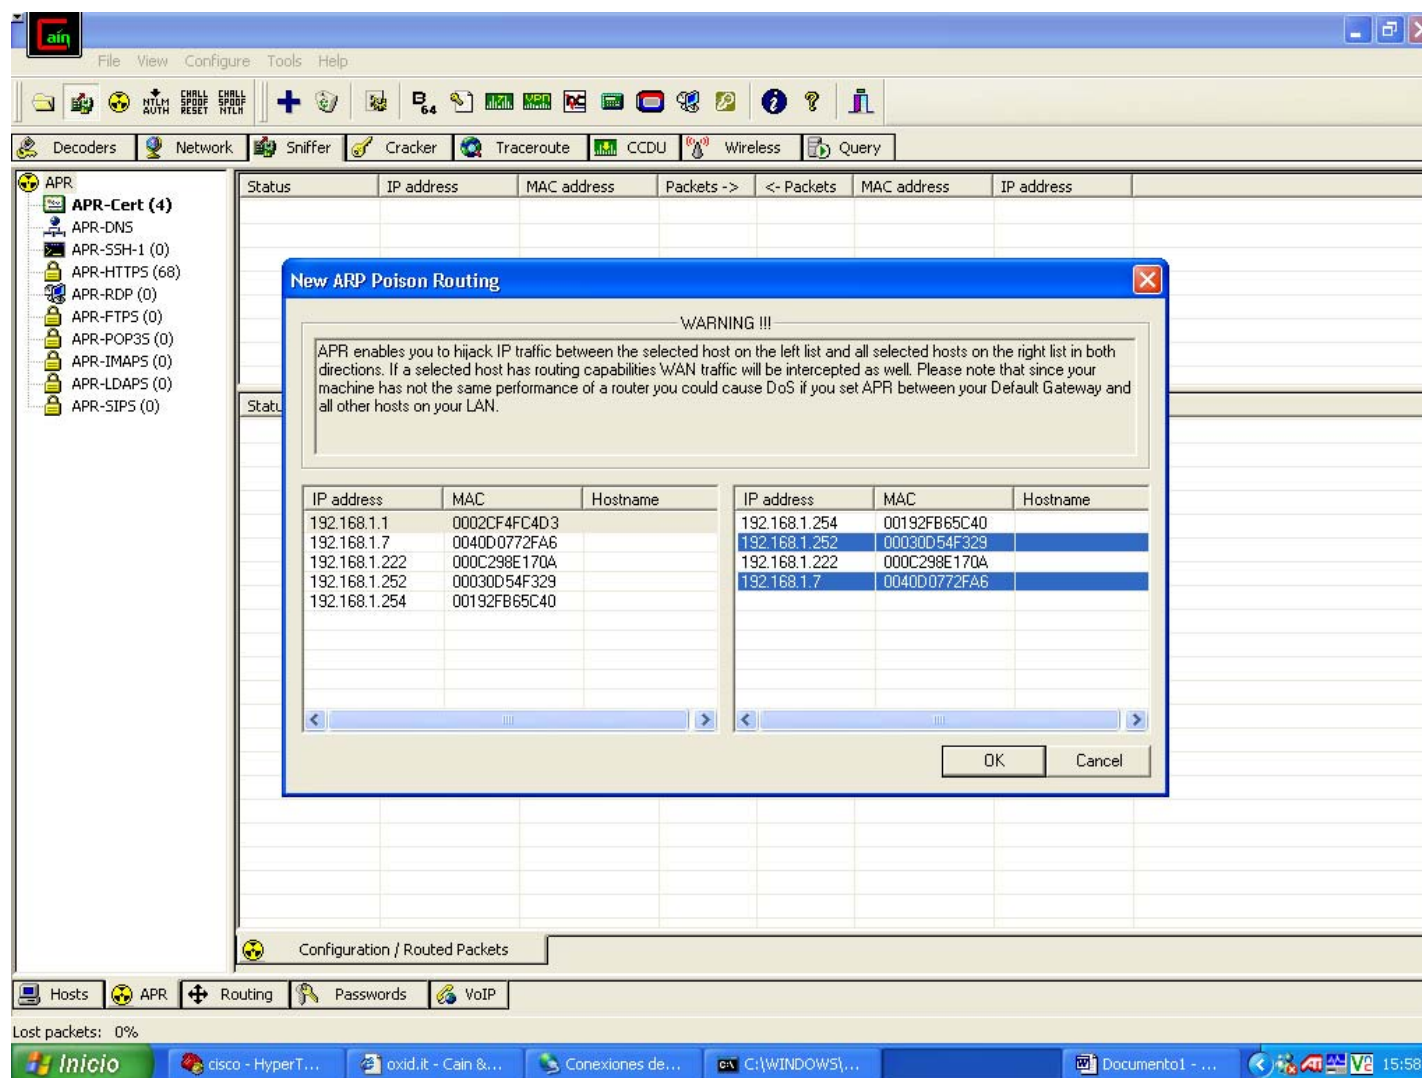 aín
File View Configure Tools Help
NTLM AUTH CHALL SPOOF RESET CHALL SPOOF NTLM B64
Decoders Network Sniffer Cracker Traceroute CCDU Wireless Query
APR
APR-Cert (4)
APR-DNS
APR-SSH-1 (0)
APR-HTTPS (68)
APR-RDP (0)
APR-FTPS (0)
APR-POP3S (0)
APR-IMAPS (0)
APR-LDAPS (0)
APR-SIPS (0)
Status IP address MAC address Packets -> <- Packets MAC address IP address
Statu
New ARP Poison Routing
WARNING !!!
APR enables you to hijack IP traffic between the selected host on the left list and all selected hosts on the right list in both
directions. If a selected host has routing capabilities WAN traffic will be intercepted as well. Please note that since your
machine has not the same performance of a router you could cause DoS if you set APR between your Default Gateway and
all other hosts on your LAN.
IP address MAC Hostname
192.168.1.1 0002CF4FC4D3
192.168.1.7 0040D0772FA6
192.168.1.222 000C298E170A
192.168.1.252 00030D54F329
192.168.1.254 00192FB65C40
IP address MAC Hostname
192.168.1.254 00192FB65C40
192.168.1.252 00030D54F329
192.168.1.222 000C298E170A
192.168.1.7 0040D0772FA6
OK Cancel
Configuration / Routed Packets
Hosts APR Routing Passwords VoIP
Lost packets: 0%
Inicio cisco - HyperT... oxid.it - Cain &... Conexiones de... C:\WINDOWS\... Documento1 - ... 15:58